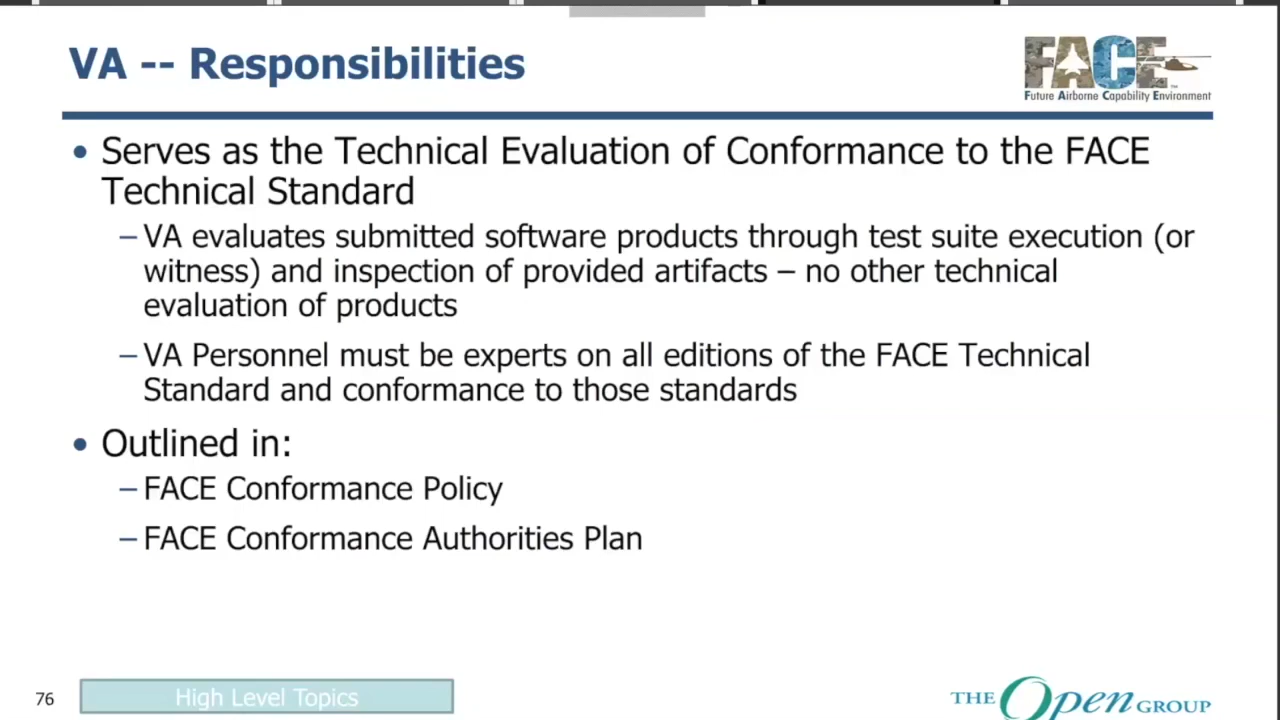 VA -- Responsibilities
FACE
Future Airborne Capability Environment
• Serves as the Technical Evaluation of Conformance to the FACE
Technical Standard
– VA evaluates submitted software products through test suite execution (or
witness) and inspection of provided artifacts – no other technical
evaluation of products
– VA Personnel must be experts on all editions of the FACE Technical
Standard and conformance to those standards
• Outlined in:
– FACE Conformance Policy
– FACE Conformance Authorities Plan
76
High Level Topics
THE Open GROUP